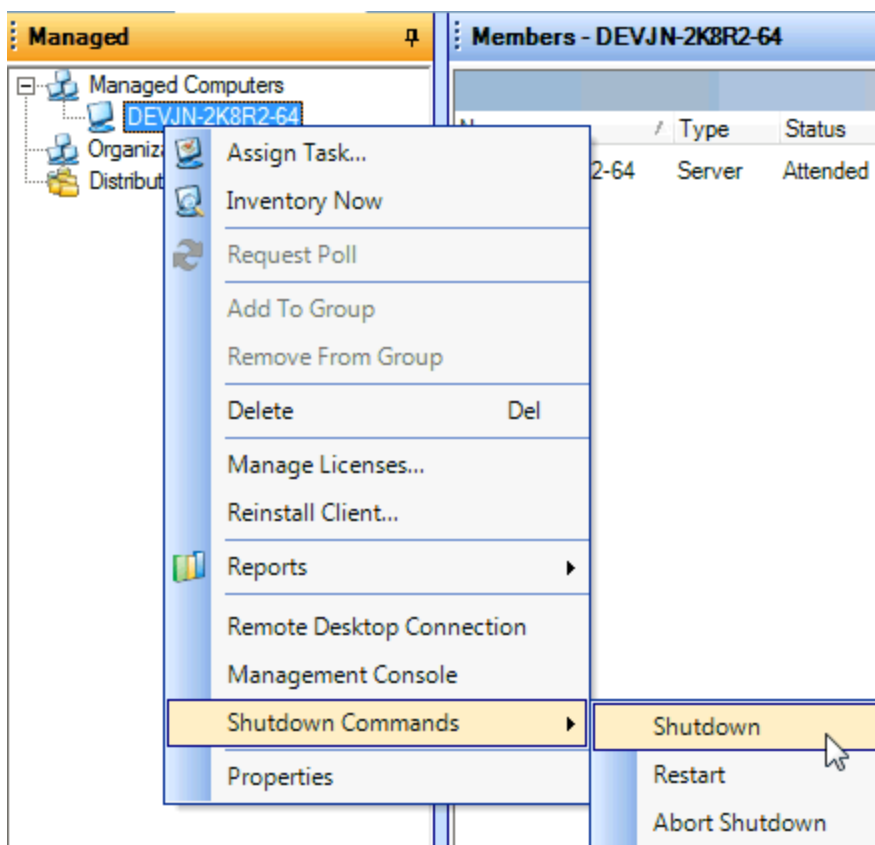 Managed
Members - DEVJN-2K8R2-64
Managed Computers
DEVJN-2K8R2-64
Type
Status
2-64
Server
Attended
Assign Task...
Inventory Now
Request Poll
Add To Group
Remove From Group
Delete Del
Manage Licenses...
Reinstall Client...
Reports
Remote Desktop Connection
Management Console
Shutdown Commands
Properties
Shutdown
Restart
Abort Shutdown